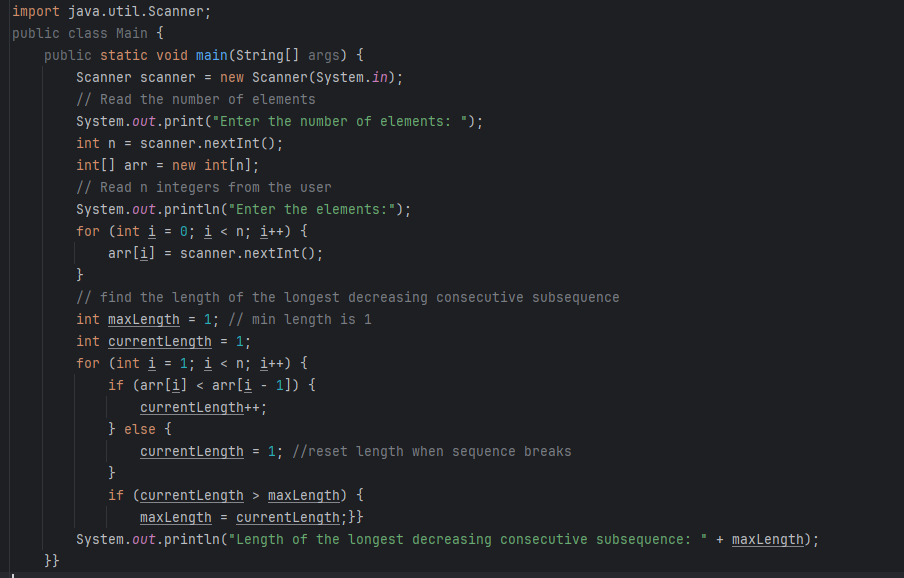 import java.util.Scanner;
public class Main {
    public static void main(String[] args) {
        Scanner scanner = new Scanner(System.in);
        // Read the number of elements
        System.out.print("Enter the number of elements: ");
        int n = scanner.nextInt();
        int[] arr = new int[n];
        // Read n integers from the user
        System.out.println("Enter the elements:");
        for (int i = 0; i < n; i++) {
            arr[i] = scanner.nextInt();
        }
        // find the length of the longest decreasing consecutive subsequence
        int maxLength = 1; // min length is 1
        int currentLength = 1;
        for (int i = 1; i < n; i++) {
            if (arr[i] < arr[i - 1]) {
                currentLength++;
            } else {
                currentLength = 1; //reset length when sequence breaks
            }
            if (currentLength > maxLength) {
                maxLength = currentLength;}}
        System.out.println("Length of the longest decreasing consecutive subsequence: " + maxLength);
    }}